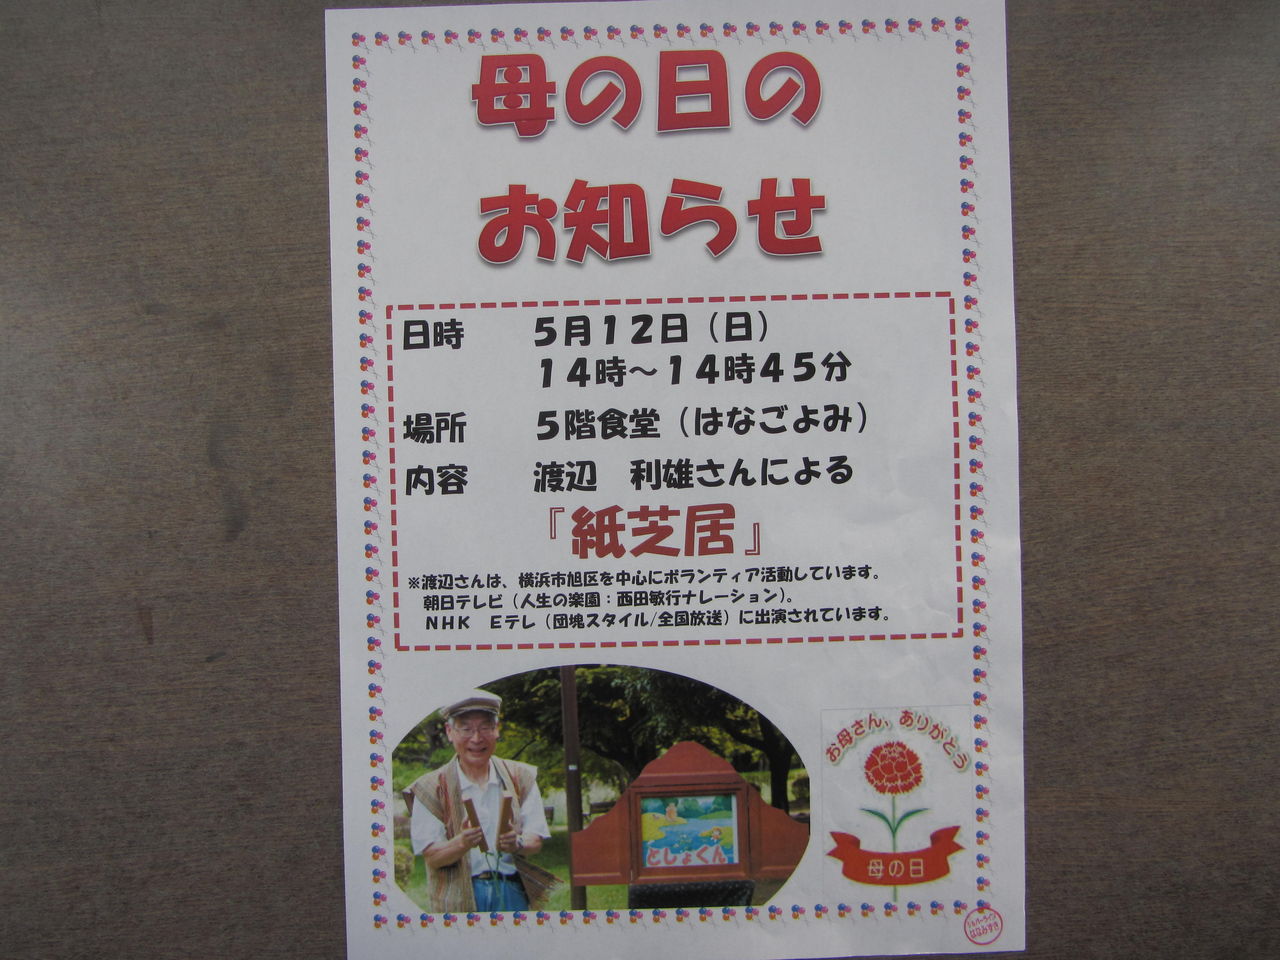 母の日の
お知らせ
日時　５月１２日（日）
１４時～１４時４５分
場所　５階食堂（はなごよみ）
内容　渡辺　利雄さんによる
『紙芝居』
※渡辺さんは、横浜市旭区を中心にボランティア活動しています。
朝日テレビ（人生の楽園：西田敏行ナレーション）。
ＮＨＫ　Ｅテレ（団塊スタイル/全国放送）に出演されています。
お母さん、ありがとう
としょくん
母の日
はなみずき